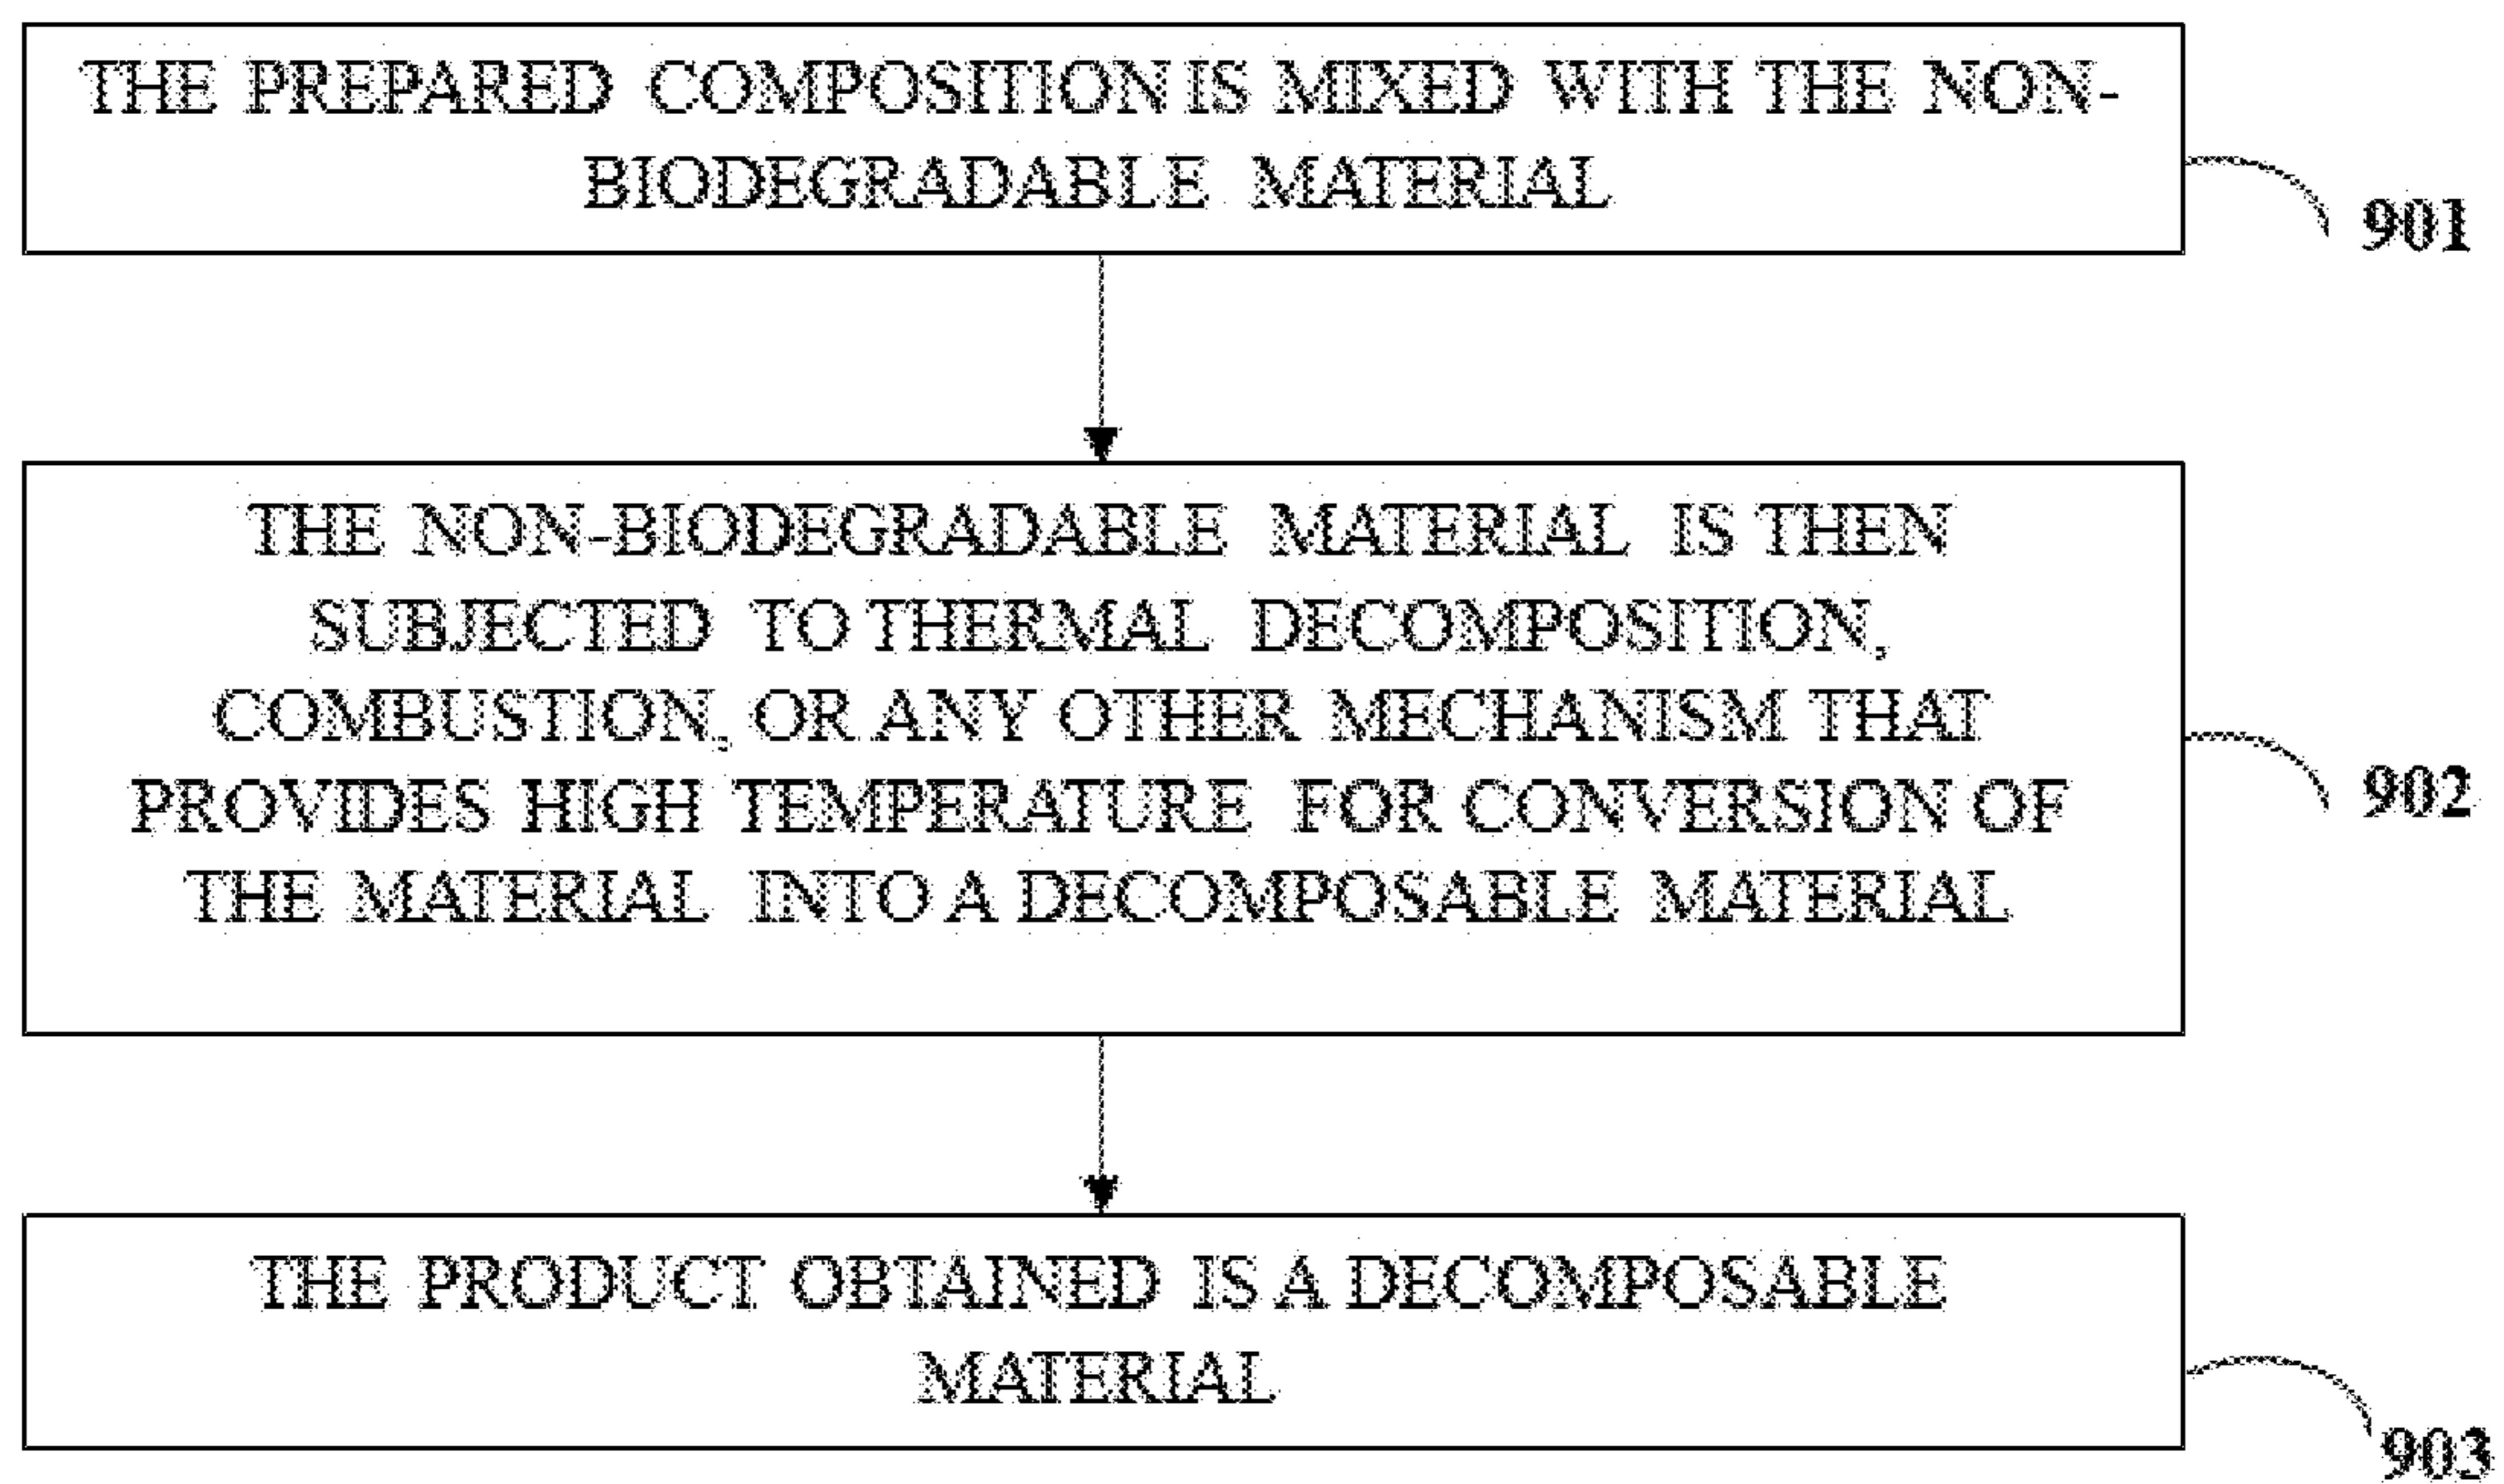 THE PREPARED COMPOSITION IS MIXED WITH THE NON-
BIODEGRADABLE MATERIAL
901
THE NON-BIODEGRADABLE MATERIAL IS THEN
SUBJECTED TO THERMAL DECOMPOSITION,
COMBUSTION, OR ANY OTHER MECHANISM THAT
PROVIDES HIGH TEMPERATURE FOR CONVERSION OF
THE MATERIAL INTO A DECOMPOSABLE MATERIAL
902
THE PRODUCT OBTAINED IS A DECOMPOSABLE
MATERIAL
903